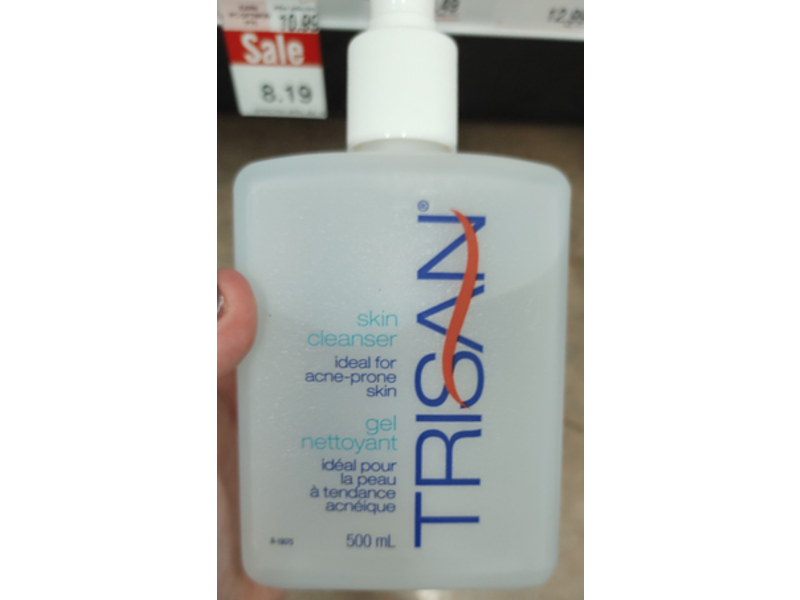 10.99
Sale
8.19
TRISAN®
skin
cleanser
ideal for
acne-prone
skin
gel
nettoyant
idéal pour
la peau
à tendance
acnéique
500 mL